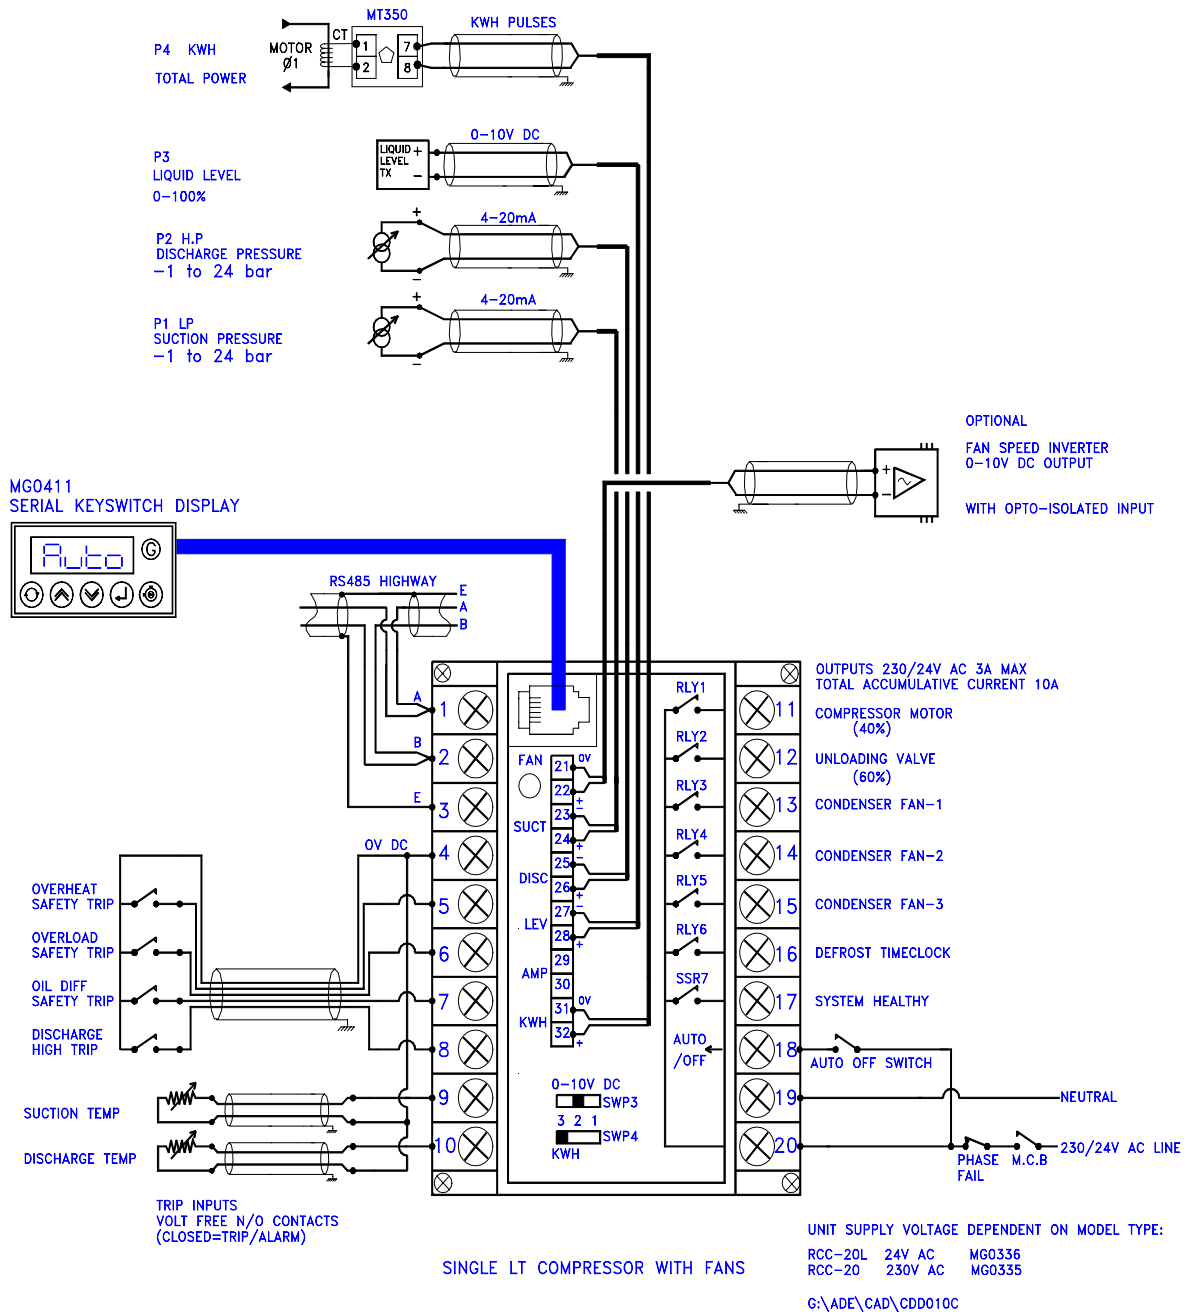 MT350
KWH PULSES
P4 KWH
MOTOR
Ø1
CT
1
2
7
8
TOTAL POWER
0-10V DC
P3
LIQUID LEVEL
0-100%
LIQUID +
LEVEL
TX −
P2 H.P
DISCHARGE PRESSURE
-1 to 24 bar
+
4-20mA
−
P1 LP
SUCTION PRESSURE
-1 to 24 bar
+
4-20mA
−
OPTIONAL
FAN SPEED INVERTER
0-10V DC OUTPUT
WITH OPTO-ISOLATED INPUT
+
−
MG0411
SERIAL KEYSWITCH DISPLAY
Auto
G
RS485 HIGHWAY
E
A
B
OUTPUTS 230/24V AC 3A MAX
TOTAL ACCUMULATIVE CURRENT 10A
A
1
RLY1
11
COMPRESSOR MOTOR
(40%)
B
2
RLY2
12
UNLOADING VALVE
(60%)
E
3
RLY3
13
CONDENSER FAN-1
0V DC
4
RLY4
14
CONDENSER FAN-2
OVERHEAT
SAFETY TRIP
5
RLY5
15
CONDENSER FAN-3
OVERLOAD
SAFETY TRIP
6
RLY6
16
DEFROST TIMECLOCK
OIL DIFF
SAFETY TRIP
7
SSR7
17
SYSTEM HEALTHY
DISCHARGE
HIGH TRIP
8
AUTO
/OFF
18
AUTO OFF SWITCH
SUCTION TEMP
9
19
NEUTRAL
DISCHARGE TEMP
10
20
PHASE
FAIL
M.C.B
230/24V AC LINE
FAN
21
0V
22
+
SUCT
−
23
24
+
DISC
−
25
26
+
LEV
−
27
28
+
AMP
29
30
KWH
31
0V
32
+
0-10V DC
SWP3
3 2 1
SWP4
KWH
TRIP INPUTS
VOLT FREE N/O CONTACTS
(CLOSED=TRIP/ALARM)
SINGLE LT COMPRESSOR WITH FANS
UNIT SUPPLY VOLTAGE DEPENDENT ON MODEL TYPE:
RCC-20L 24V AC MG0336
RCC-20 230V AC MG0335
G:\ADE\CAD\CDD010C